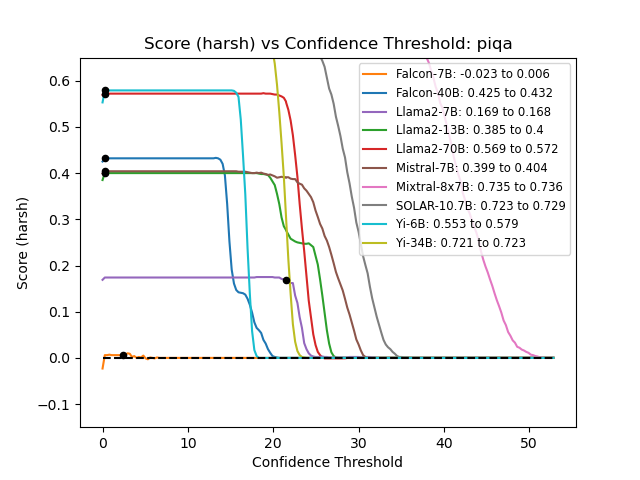 Score (harsh) vs Confidence Threshold: piqa
Score (harsh)
0.6
0.5
0.4
0.3
0.2
0.1
0.0
−0.1
Falcon-7B: -0.023 to 0.006
Falcon-40B: 0.425 to 0.432
Llama2-7B: 0.169 to 0.168
Llama2-13B: 0.385 to 0.4
Llama2-70B: 0.569 to 0.572
Mistral-7B: 0.399 to 0.404
Mixtral-8x7B: 0.735 to 0.736
SOLAR-10.7B: 0.723 to 0.729
Yi-6B: 0.553 to 0.579
Yi-34B: 0.721 to 0.723
0 10 20 30 40 50
Confidence Threshold